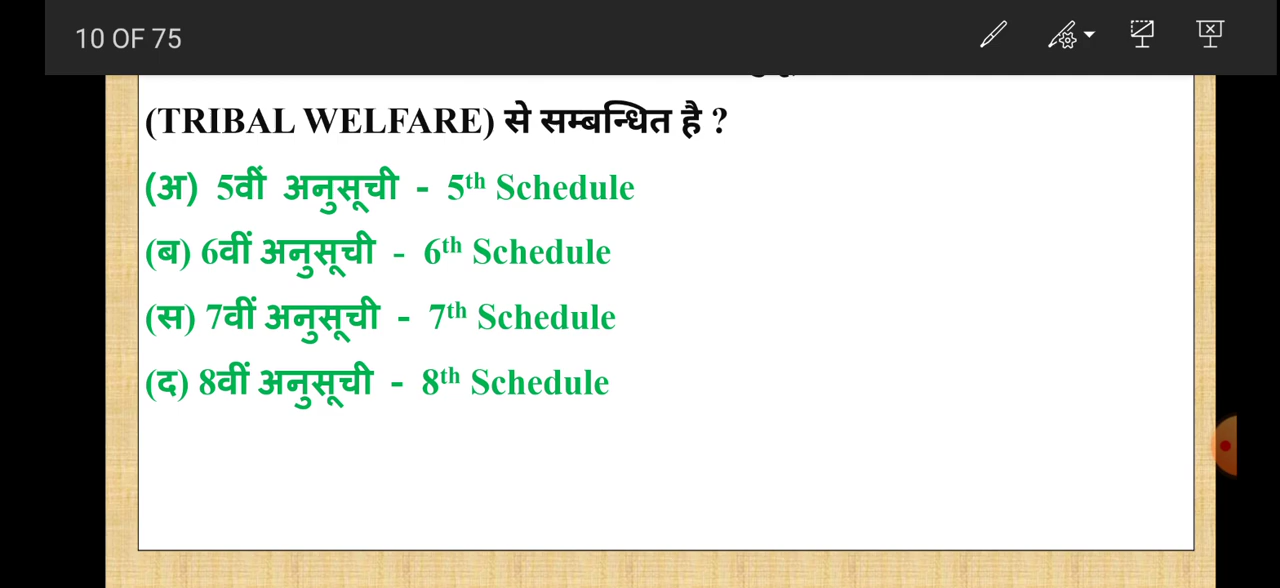 10 OF 75
(TRIBAL WELFARE) से सम्बन्धित है ?
(अ) 5वीं अनुसूची - 5th Schedule
(ब) 6वीं अनुसूची - 6th Schedule
(स) 7वीं अनुसूची - 7th Schedule
(द) 8वीं अनुसूची - 8th Schedule